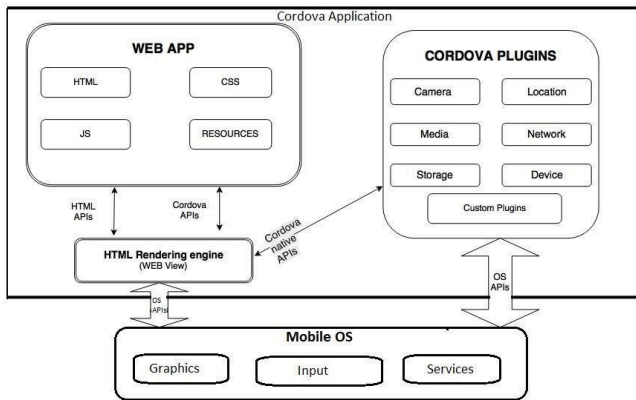 Cordova Application
WEB APP
HTML
CSS
JS
RESOURCES
HTML
APIs
Cordova
APIs
HTML Rendering engine
(WEB View)
Cordova
native
APIs
CORDOVA PLUGINS
Camera
Location
Media
Network
Storage
Device
Custom Plugins
OS
APIs
OS
APIs
Mobile OS
Graphics
Input
Services